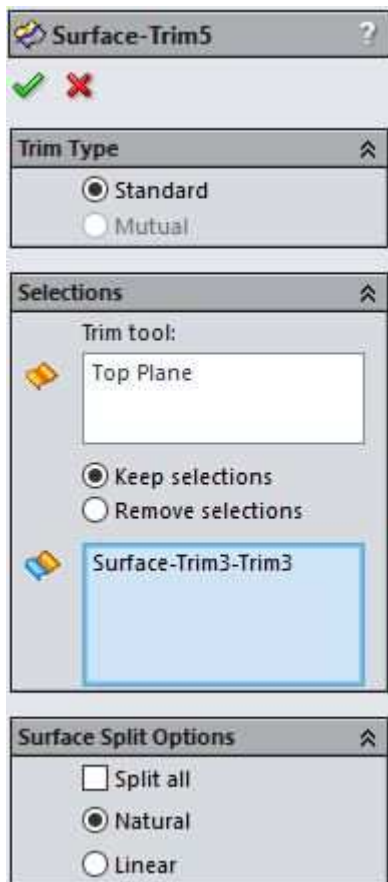 Surface-Trim5 ?
Trim Type
Standard
Mutual
Selections
Trim tool:
Top Plane
Keep selections
Remove selections
Surface-Trim3-Trim3
Surface Split Options
Split all
Natural
Linear